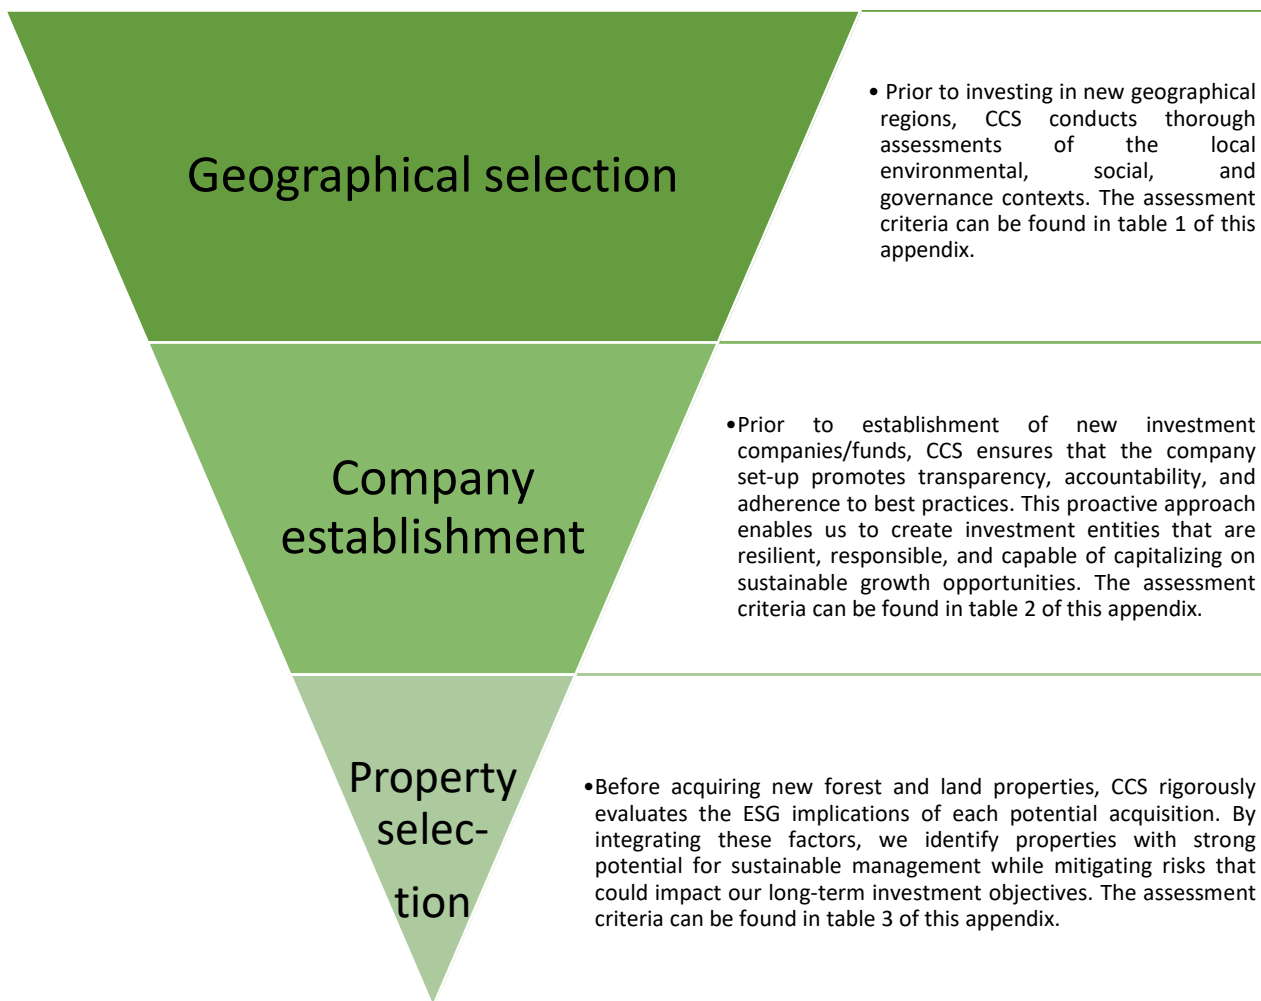 Geographical selection
• Prior to investing in new geographical
regions, CCS conducts thorough
assessments of the local
environmental, social, and
governance contexts. The assessment
criteria can be found in table 1 of this
appendix.
Company
establishment
•Prior to establishment of new investment
companies/funds, CCS ensures that the company
set-up promotes transparency, accountability, and
adherence to best practices. This proactive approach
enables us to create investment entities that are
resilient, responsible, and capable of capitalizing on
sustainable growth opportunities. The assessment
criteria can be found in table 2 of this appendix.
Property
selec-
tion
•Before acquiring new forest and land properties, CCS rigorously
evaluates the ESG implications of each potential acquisition. By
integrating these factors, we identify properties with strong
potential for sustainable management while mitigating risks that
could impact our long-term investment objectives. The assessment
criteria can be found in table 3 of this appendix.